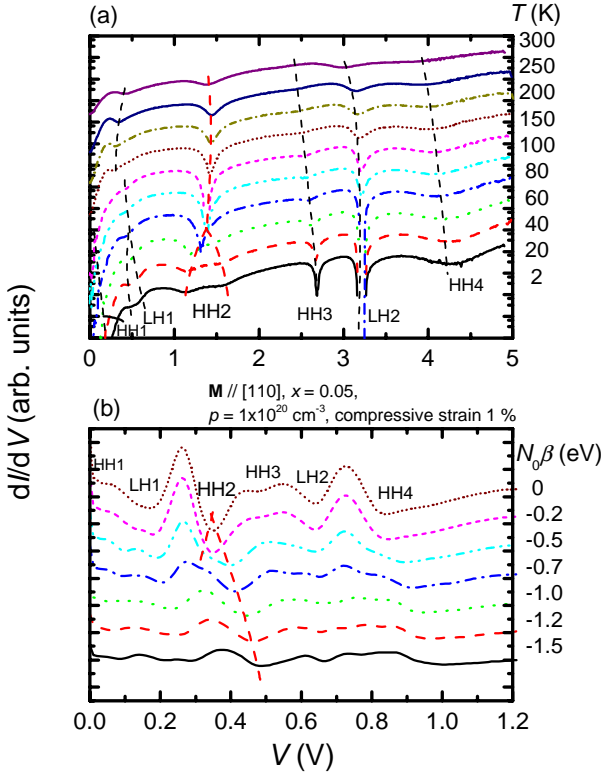 (a)
T (K)
300
250
200
150
100
80
60
40
20
2
HH1
LH1
HH2
HH3
LH2
HH4
0 1 2 3 4 5
M // [110], x = 0.05,
p = 1x10²⁰ cm⁻³, compressive strain 1 %
dI/dV (arb. units)
(b)
N₀β (eV)
HH1
LH1
HH2
HH3
LH2
HH4
0
-0.2
-0.5
-0.7
-1.0
-1.2
-1.5
0.0 0.2 0.4 0.6 0.8 1.0 1.2
V (V)